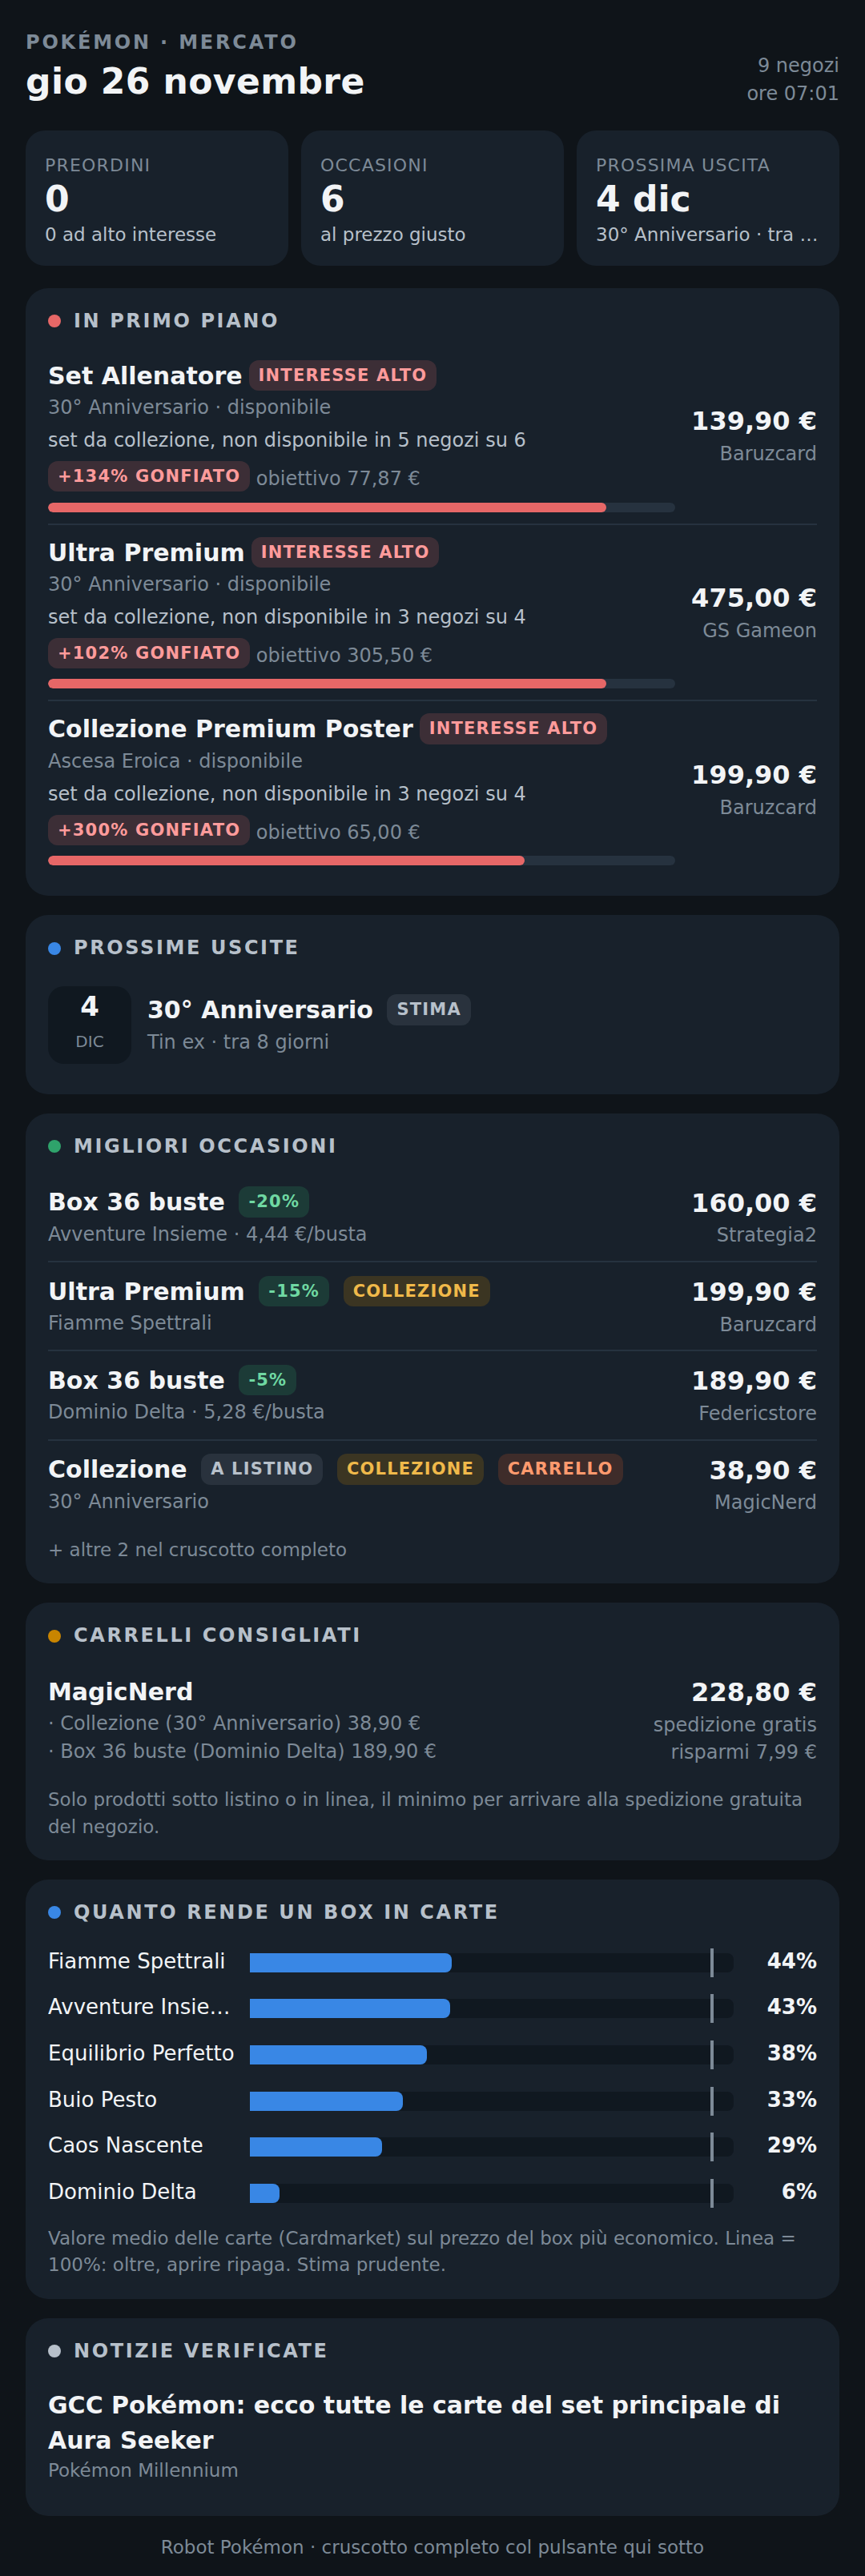 POKÉMON · MERCATO
gio 26 novembre
9 negozi
ore 07:01
PREORDINI
0
0 ad alto interesse
OCCASIONI
6
al prezzo giusto
PROSSIMA USCITA
4 dic
30° Anniversario · tra …
IN PRIMO PIANO
Set Allenatore INTERESSE ALTO
30° Anniversario · disponibile
set da collezione, non disponibile in 5 negozi su 6
+134% GONFIATO obiettivo 77,87 €
139,90 €
Baruzcard
Ultra Premium INTERESSE ALTO
30° Anniversario · disponibile
set da collezione, non disponibile in 3 negozi su 4
+102% GONFIATO obiettivo 305,50 €
475,00 €
GS Gameon
Collezione Premium Poster INTERESSE ALTO
Ascesa Eroica · disponibile
set da collezione, non disponibile in 3 negozi su 4
+300% GONFIATO obiettivo 65,00 €
199,90 €
Baruzcard
PROSSIME USCITE
4
DIC
30° Anniversario STIMA
Tin ex · tra 8 giorni
MIGLIORI OCCASIONI
Box 36 buste -20%
Avventure Insieme · 4,44 €/busta
160,00 €
Strategia2
Ultra Premium -15% COLLEZIONE
Fiamme Spettrali
199,90 €
Baruzcard
Box 36 buste -5%
Dominio Delta · 5,28 €/busta
189,90 €
Federicstore
Collezione A LISTINO COLLEZIONE CARRELLO
30° Anniversario
38,90 €
MagicNerd
+ altre 2 nel cruscotto completo
CARRELLI CONSIGLIATI
MagicNerd
· Collezione (30° Anniversario) 38,90 €
· Box 36 buste (Dominio Delta) 189,90 €
228,80 €
spedizione gratis
risparmi 7,99 €
Solo prodotti sotto listino o in linea, il minimo per arrivare alla spedizione gratuita
del negozio.
QUANTO RENDE UN BOX IN CARTE
Fiamme Spettrali 44%
Avventure Insie… 43%
Equilibrio Perfetto 38%
Buio Pesto 33%
Caos Nascente 29%
Dominio Delta 6%
Valore medio delle carte (Cardmarket) sul prezzo del box più economico. Linea =
100%: oltre, aprire ripaga. Stima prudente.
NOTIZIE VERIFICATE
GCC Pokémon: ecco tutte le carte del set principale di
Aura Seeker
Pokémon Millennium
Robot Pokémon · cruscotto completo col pulsante qui sotto